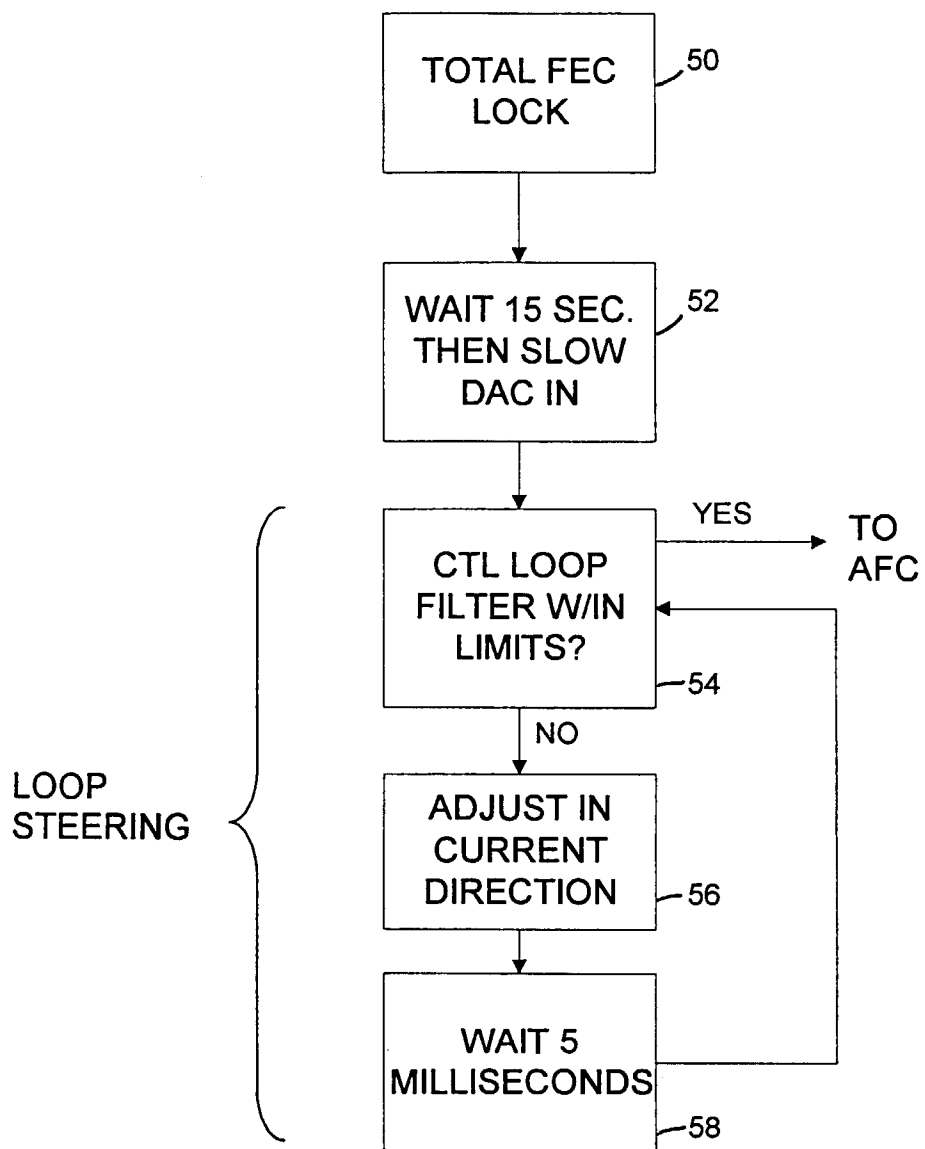 TOTAL FEC
LOCK
50
WAIT 15 SEC.
THEN SLOW
DAC IN
52
CTL LOOP
FILTER W/IN
LIMITS?
54
YES
TO
AFC
NO
LOOP
STEERING
ADJUST IN
CURRENT
DIRECTION
56
WAIT 5
MILLISECONDS
58